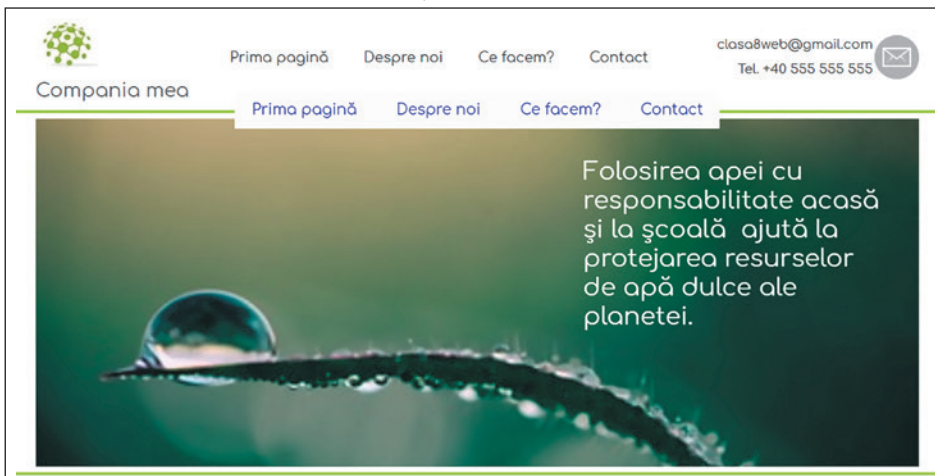 Prima pagină Despre noi Ce facem? Contact
clasa8web@gmail.com
Tel. +40 555 555 555
Compania mea
Prima pagină Despre noi Ce facem? Contact
Folosirea apei cu
responsabilitate acasă
şi la şcoală ajută la
protejarea resurselor
de apă dulce ale
planetei.